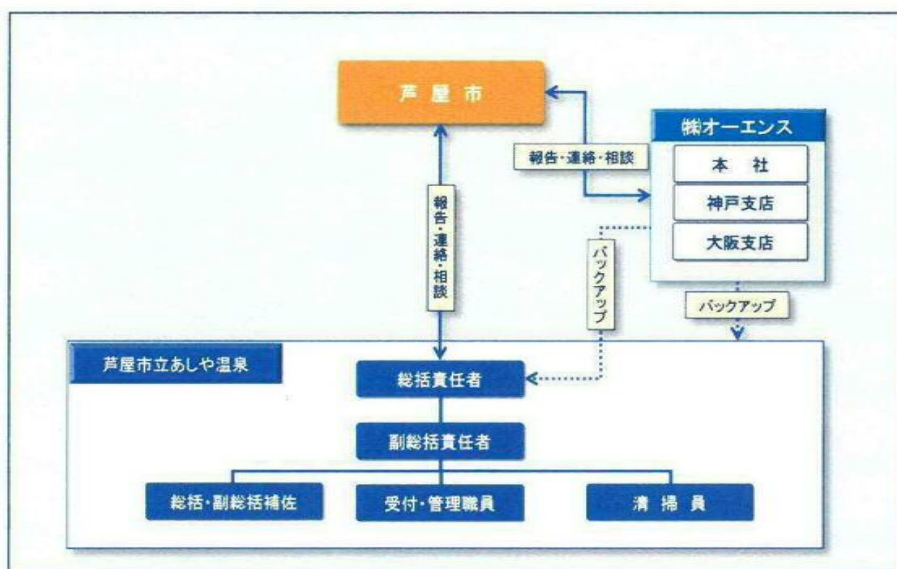 芦屋市
㈱オーエンス
本社
神戸支店
大阪支店
報告・連絡・相談
報告・連絡・相談
バックアップ
バックアップ
芦屋市立あしや温泉
総括責任者
副総括責任者
総括・副総括補佐
受付・管理職員
清掃員